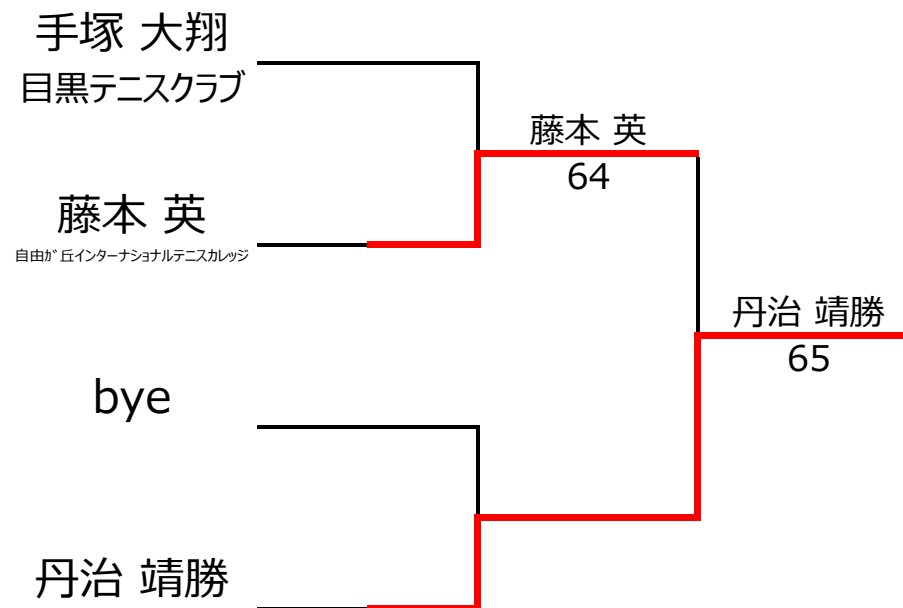 手塚 大翔
目黒テニスクラブ
藤本 英
64
藤本 英
自由が丘インターナショナルテニスカレッジ
丹治 靖勝
65
bye
丹治 靖勝